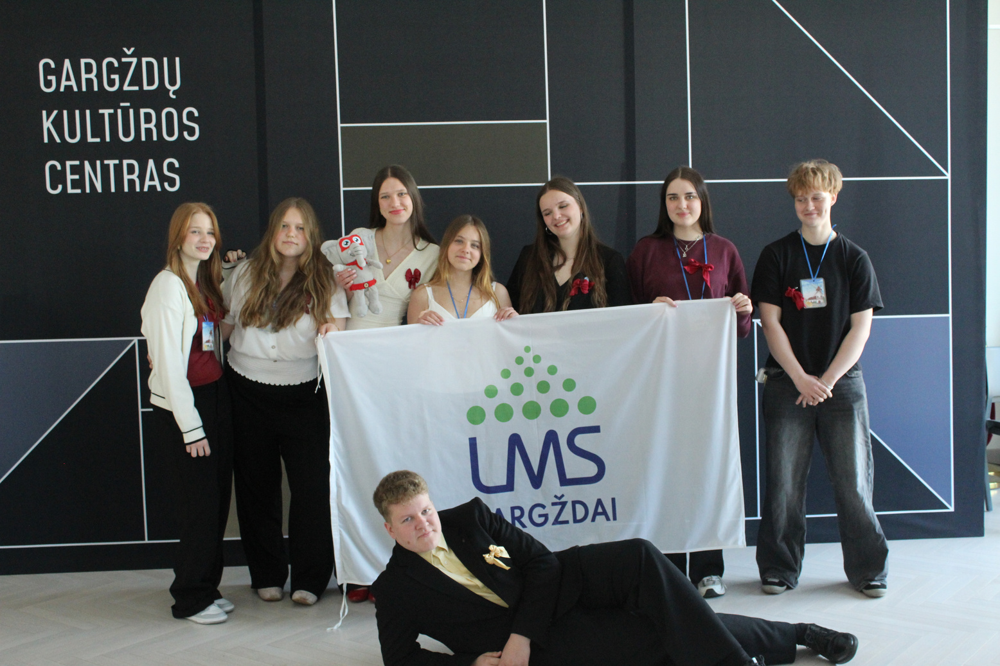 GARGŽDŲ
KULTŪROS
CENTRAS
LMS
ARGŽDAI